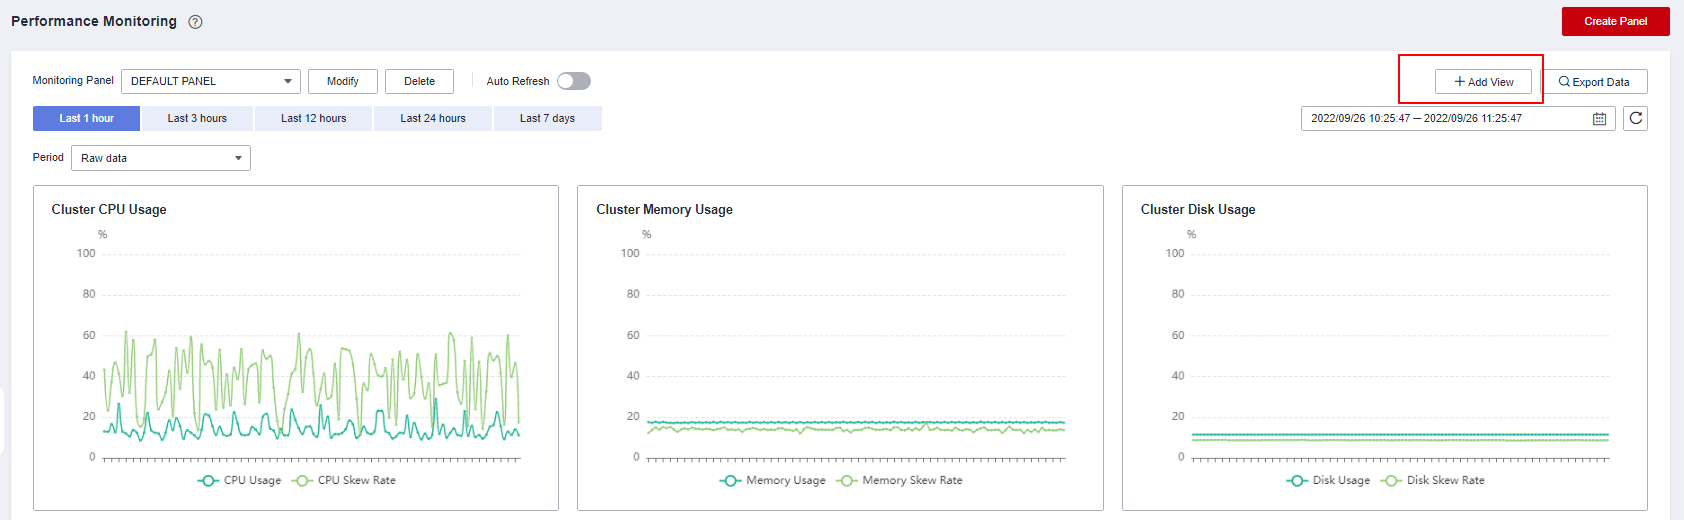 Performance Monitoring ?
Create Panel
Monitoring Panel DEFAULT PANEL Modify Delete Auto Refresh + Add View Export Data
Last 1 hour Last 3 hours Last 12 hours Last 24 hours Last 7 days 2022/09/26 10:25:47 — 2022/09/26 11:25:47
Period Raw data
Cluster CPU Usage
%
100
80
60
40
20
0
CPU Usage CPU Skew Rate
Cluster Memory Usage
%
100
80
60
40
20
0
Memory Usage Memory Skew Rate
Cluster Disk Usage
%
100
80
60
40
20
0
Disk Usage Disk Skew Rate